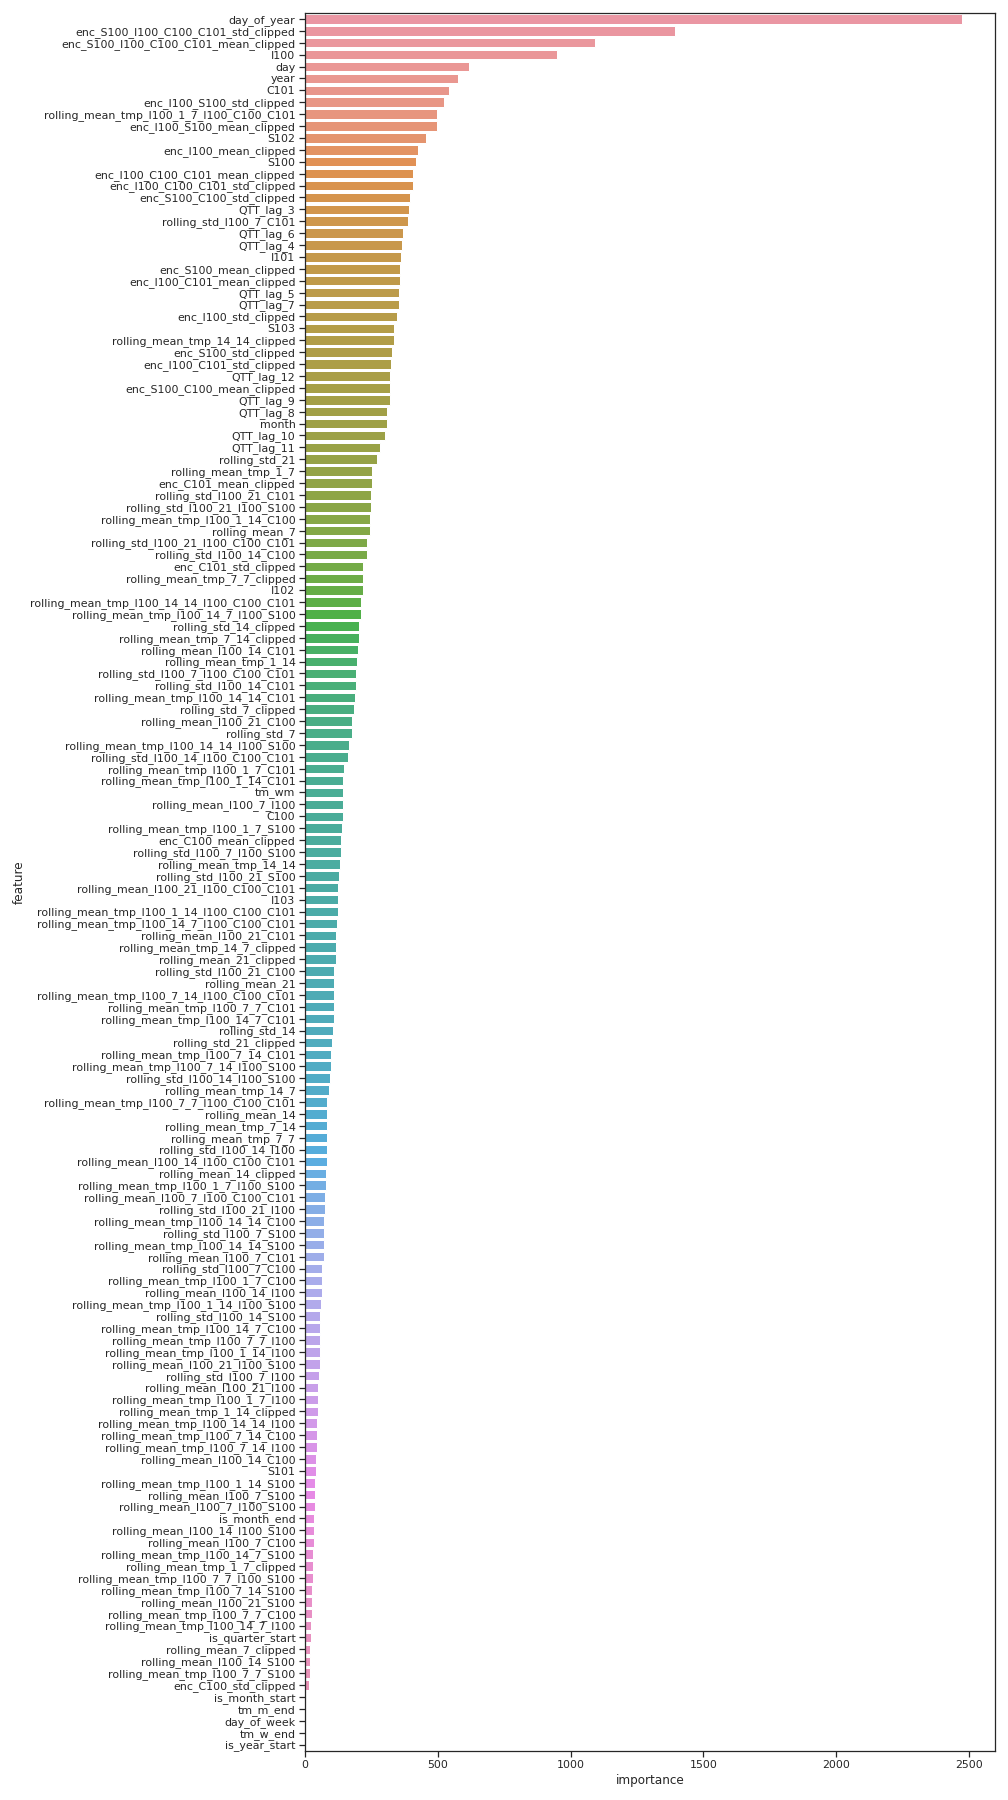 day_of_year
enc_S100_I100_C100_C101_std_clipped
enc_S100_I100_C100_C101_mean_clipped
I100
day
year
C101
enc_I100_S100_std_clipped
rolling_mean_tmp_I100_1_7_I100_C100_C101
enc_I100_S100_mean_clipped
S102
enc_I100_mean_clipped
S100
enc_I100_C100_C101_mean_clipped
enc_I100_C100_C101_std_clipped
enc_S100_C100_std_clipped
QTT_lag_3
rolling_std_I100_7_C101
QTT_lag_6
QTT_lag_4
I101
enc_S100_mean_clipped
enc_I100_C101_mean_clipped
QTT_lag_5
QTT_lag_7
enc_I100_std_clipped
S103
rolling_mean_tmp_14_14_clipped
enc_S100_std_clipped
enc_I100_C101_std_clipped
QTT_lag_12
enc_S100_C100_mean_clipped
QTT_lag_9
QTT_lag_8
month
QTT_lag_10
QTT_lag_11
rolling_std_21
rolling_mean_tmp_1_7
enc_C101_mean_clipped
rolling_std_I100_21_C101
rolling_std_I100_21_I100_S100
rolling_mean_tmp_I100_1_14_C100
rolling_mean_7
rolling_std_I100_21_I100_C100_C101
rolling_std_I100_14_C100
enc_C101_std_clipped
rolling_mean_tmp_7_7_clipped
I102
rolling_mean_tmp_I100_14_14_I100_C100_C101
rolling_mean_tmp_I100_14_7_I100_S100
rolling_std_14_clipped
rolling_mean_tmp_7_14_clipped
rolling_mean_I100_14_C101
rolling_mean_tmp_1_14
rolling_std_I100_7_I100_C100_C101
rolling_std_I100_14_C101
rolling_mean_tmp_I100_14_14_C101
rolling_std_7_clipped
rolling_mean_I100_21_C100
rolling_std_7
rolling_mean_tmp_I100_14_14_I100_S100
rolling_std_I100_14_I100_C100_C101
rolling_mean_tmp_I100_1_7_C101
rolling_mean_tmp_I100_1_14_C101
tm_wm
rolling_mean_I100_7_I100
C100
rolling_mean_tmp_I100_1_7_S100
enc_C100_mean_clipped
rolling_std_I100_7_I100_S100
rolling_mean_tmp_14_14
rolling_std_I100_21_S100
rolling_mean_I100_21_I100_C100_C101
I103
rolling_mean_tmp_I100_1_14_I100_C100_C101
rolling_mean_tmp_I100_14_7_I100_C100_C101
rolling_mean_I100_21_C101
rolling_mean_tmp_14_7_clipped
rolling_mean_21_clipped
rolling_std_I100_21_C100
rolling_mean_21
rolling_mean_tmp_I100_7_14_I100_C100_C101
rolling_mean_tmp_I100_7_7_C101
rolling_mean_tmp_I100_14_7_C101
rolling_std_14
rolling_std_21_clipped
rolling_mean_tmp_I100_7_14_C101
rolling_mean_tmp_I100_7_14_I100_S100
rolling_std_I100_14_I100_S100
rolling_mean_tmp_14_7
rolling_mean_tmp_I100_7_7_I100_C100_C101
rolling_mean_14
rolling_mean_tmp_7_14
rolling_mean_tmp_7_7
rolling_std_I100_14_I100
rolling_mean_I100_14_I100_C100_C101
rolling_mean_14_clipped
rolling_mean_tmp_I100_1_7_I100_S100
rolling_mean_I100_7_I100_C100_C101
rolling_std_I100_21_I100
rolling_mean_tmp_I100_14_14_C100
rolling_std_I100_7_S100
rolling_mean_tmp_I100_14_14_S100
rolling_mean_I100_7_C101
rolling_std_I100_7_C100
rolling_mean_tmp_I100_1_7_C100
rolling_mean_I100_14_I100
rolling_mean_tmp_I100_1_14_I100_S100
rolling_std_I100_14_S100
rolling_mean_tmp_I100_14_7_C100
rolling_mean_tmp_I100_7_7_I100
rolling_mean_tmp_I100_1_14_I100
rolling_mean_I100_21_I100_S100
rolling_std_I100_7_I100
rolling_mean_I100_21_I100
rolling_mean_tmp_I100_1_7_I100
rolling_mean_tmp_1_14_clipped
rolling_mean_tmp_I100_14_14_I100
rolling_mean_tmp_I100_7_14_C100
rolling_mean_tmp_I100_7_14_I100
rolling_mean_I100_14_C100
S101
rolling_mean_tmp_I100_1_14_S100
rolling_mean_I100_7_S100
rolling_mean_I100_7_I100_S100
is_month_end
rolling_mean_I100_14_I100_S100
rolling_mean_I100_7_C100
rolling_mean_tmp_I100_14_7_S100
rolling_mean_tmp_1_7_clipped
rolling_mean_tmp_I100_7_7_I100_S100
rolling_mean_tmp_I100_7_14_S100
rolling_mean_I100_21_S100
rolling_mean_tmp_I100_7_7_C100
rolling_mean_tmp_I100_14_7_I100
is_quarter_start
rolling_mean_7_clipped
rolling_mean_I100_14_S100
rolling_mean_tmp_I100_7_7_S100
enc_C100_std_clipped
is_month_start
tm_m_end
day_of_week
tm_w_end
is_year_start
feature
0 500 1000 1500 2000 2500
importance